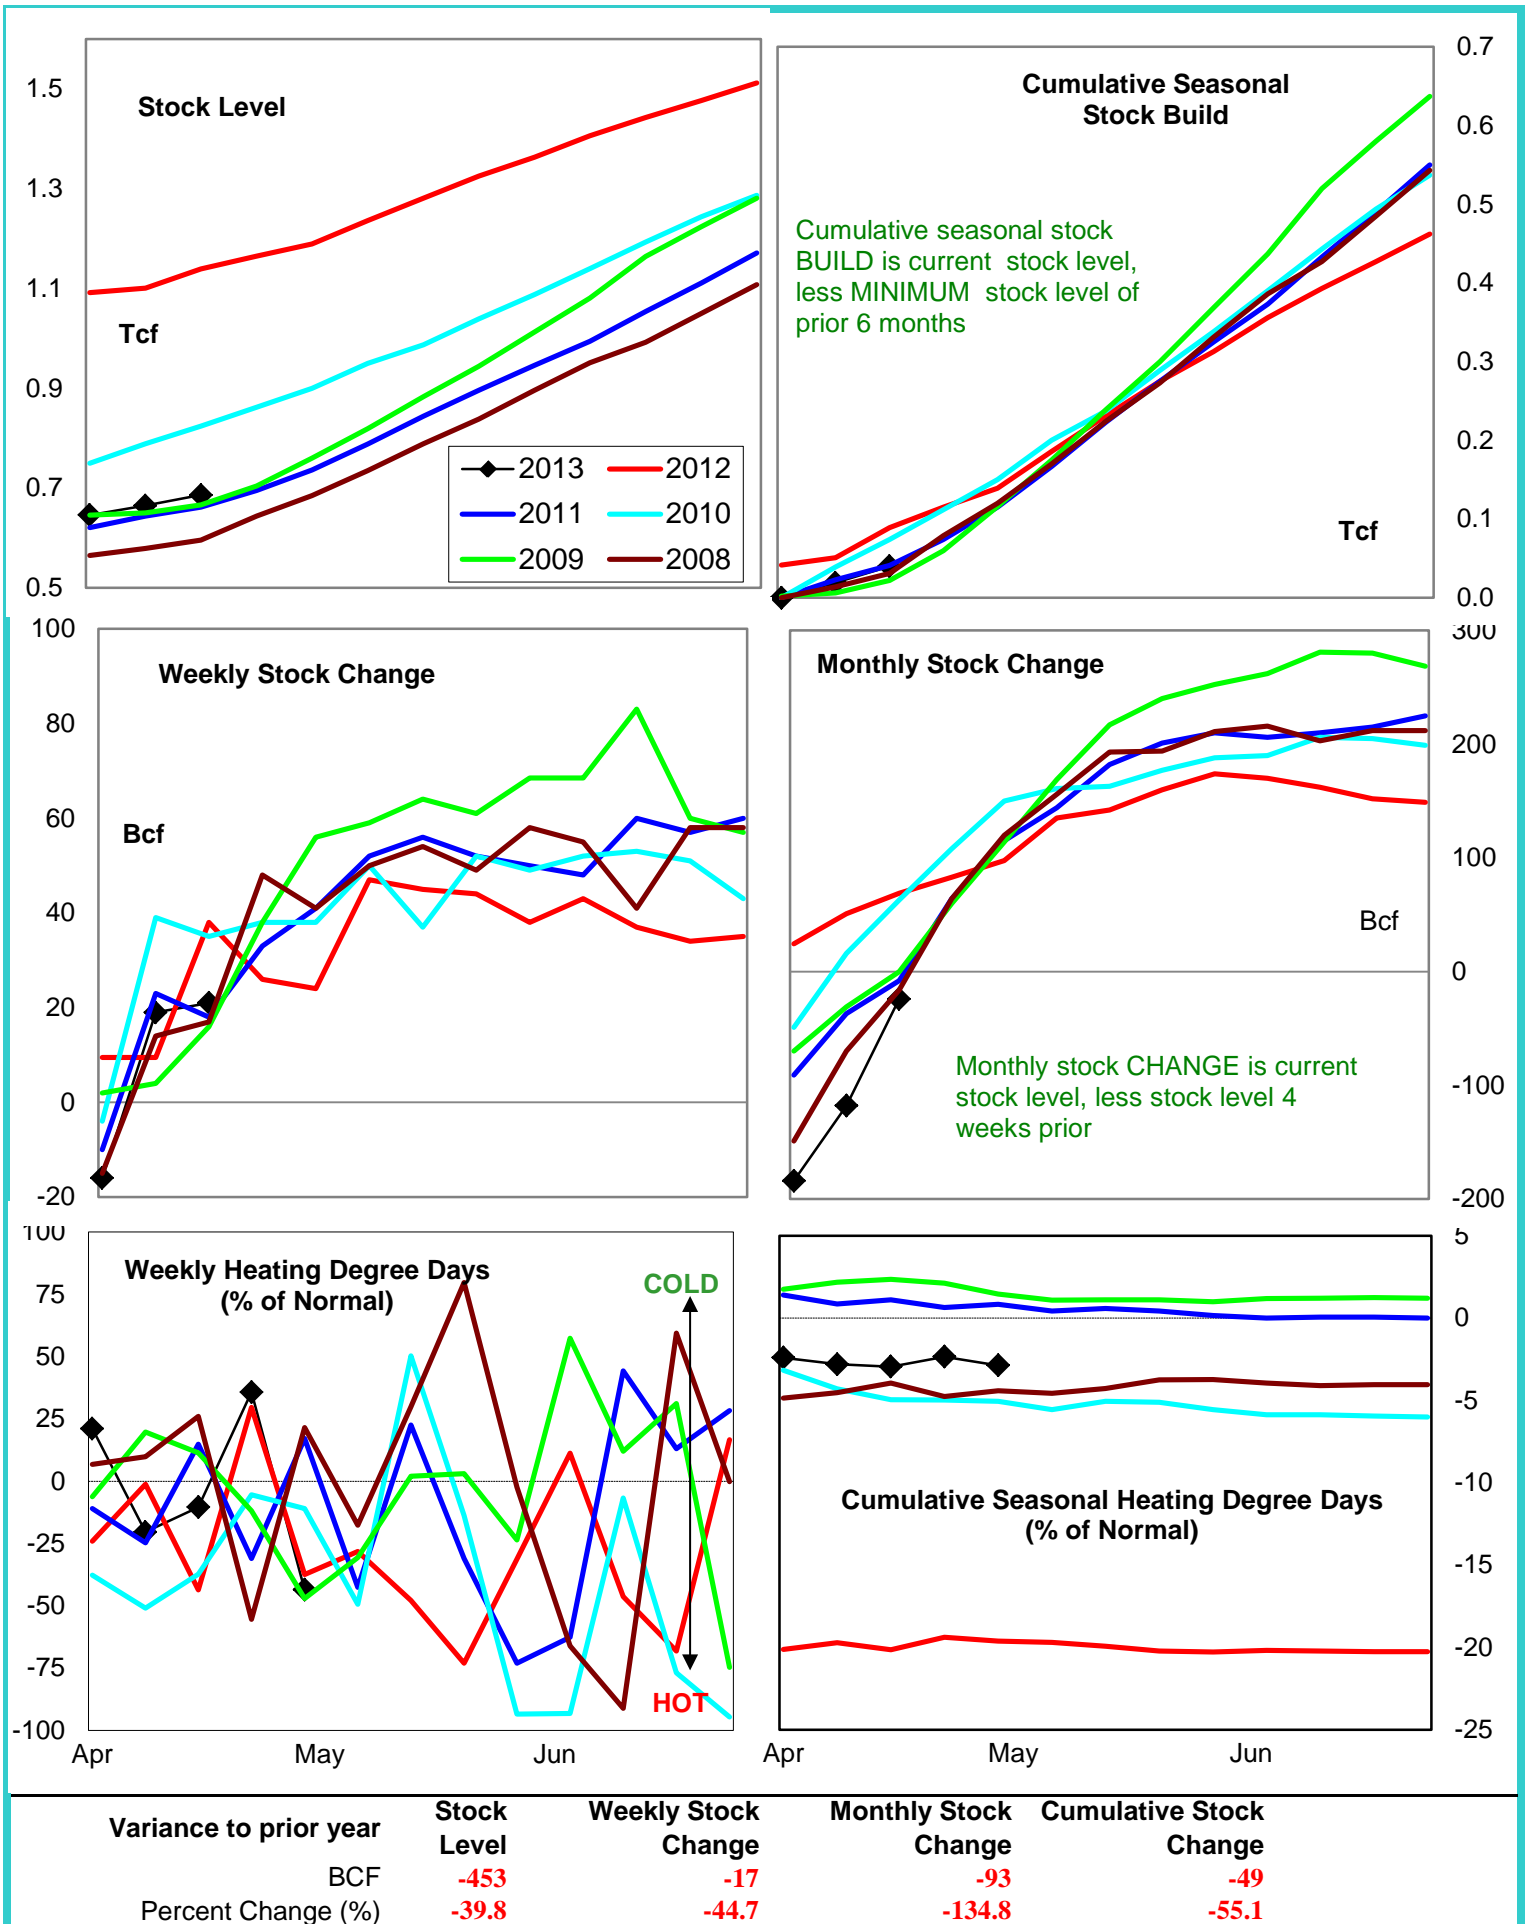 Stock Level
Tcf
1.5
1.3
1.1
0.9
0.7
0.5
2013 2012
2011 2010
2009 2008
Cumulative Seasonal
Stock Build
Cumulative seasonal stock
BUILD is current stock level,
less MINIMUM stock level of
prior 6 months
Tcf
0.7
0.6
0.5
0.4
0.3
0.2
0.1
0.0
Weekly Stock Change
Bcf
100
80
60
40
20
0
-20
Monthly Stock Change
Bcf
Monthly stock CHANGE is current
stock level, less stock level 4
weeks prior
300
200
100
0
-100
-200
Weekly Heating Degree Days
(% of Normal)
COLD
HOT
100
75
50
25
0
-25
-50
-75
-100
Apr May Jun
Cumulative Seasonal Heating Degree Days
(% of Normal)
5
0
-5
-10
-15
-20
-25
Apr May Jun
Variance to prior year Stock Level Weekly Stock Change Monthly Stock Change Cumulative Stock Change
BCF -453 -17 -93 -49
Percent Change (%) -39.8 -44.7 -134.8 -55.1